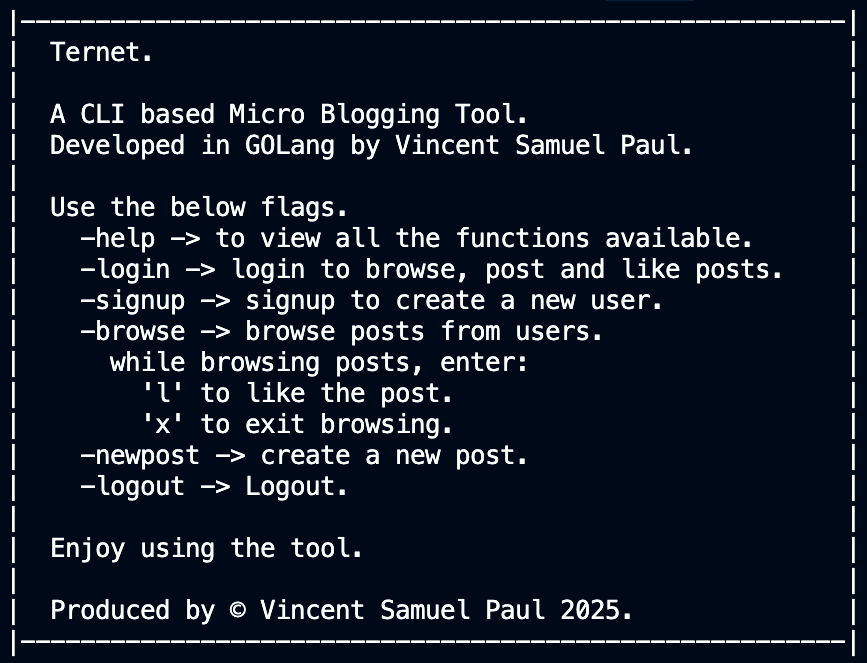 Ternet.
A CLI based Micro Blogging Tool.
Developed in GOLang by Vincent Samuel Paul.
Use the below flags.
-help -> to view all the functions available.
-login -> login to browse, post and like posts.
-signup -> signup to create a new user.
-browse -> browse posts from users.
while browsing posts, enter:
'l' to like the post.
'x' to exit browsing.
-newpost -> create a new post.
-logout -> Logout.
Enjoy using the tool.
Produced by © Vincent Samuel Paul 2025.